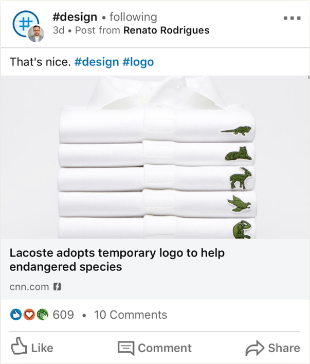 #design • following
3d • Post from Renato Rodrigues
That's nice. #design #logo
Lacoste adopts temporary logo to help
endangered species
cnn.com
609 • 10 Comments
Like Comment Share